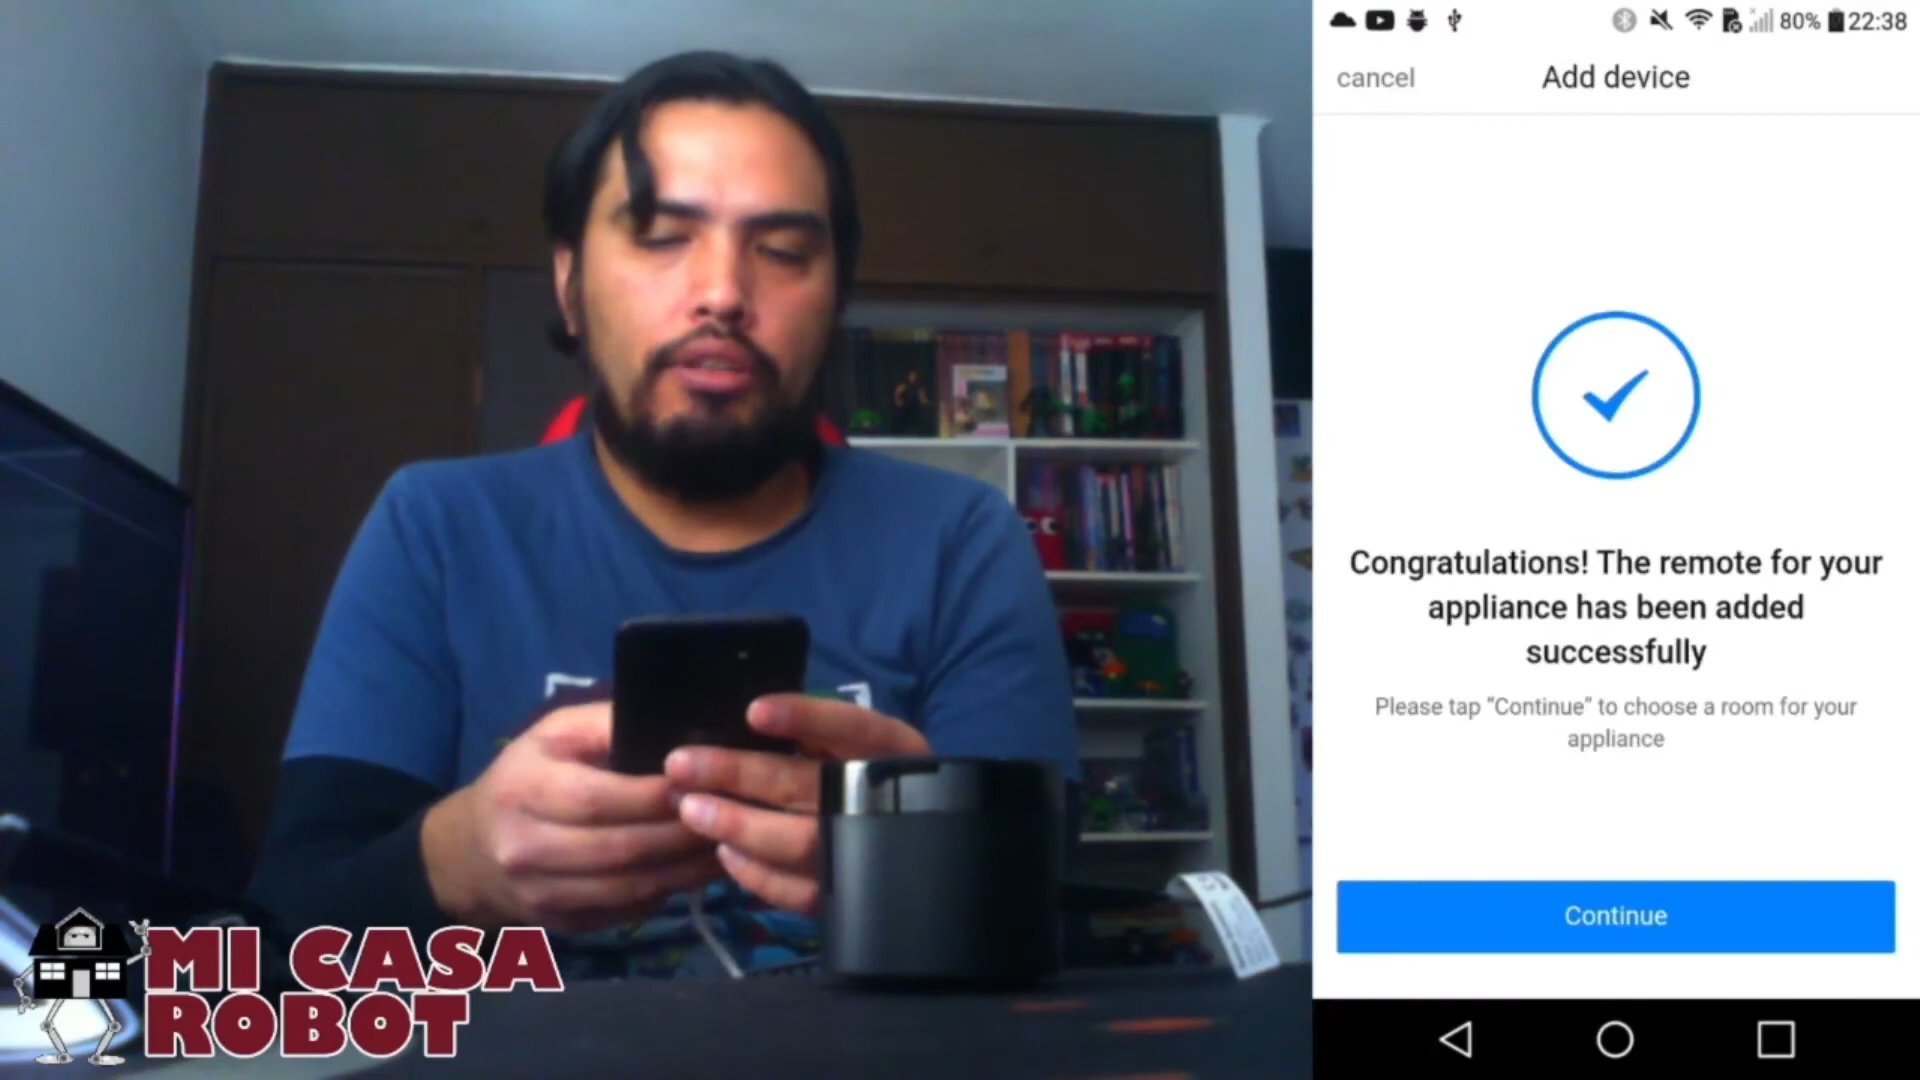 80% 22:38
cancel
Add device
Congratulations! The remote for your
appliance has been added
successfully
Please tap “Continue” to choose a room for your
appliance
Continue
MI CASA
ROBOT